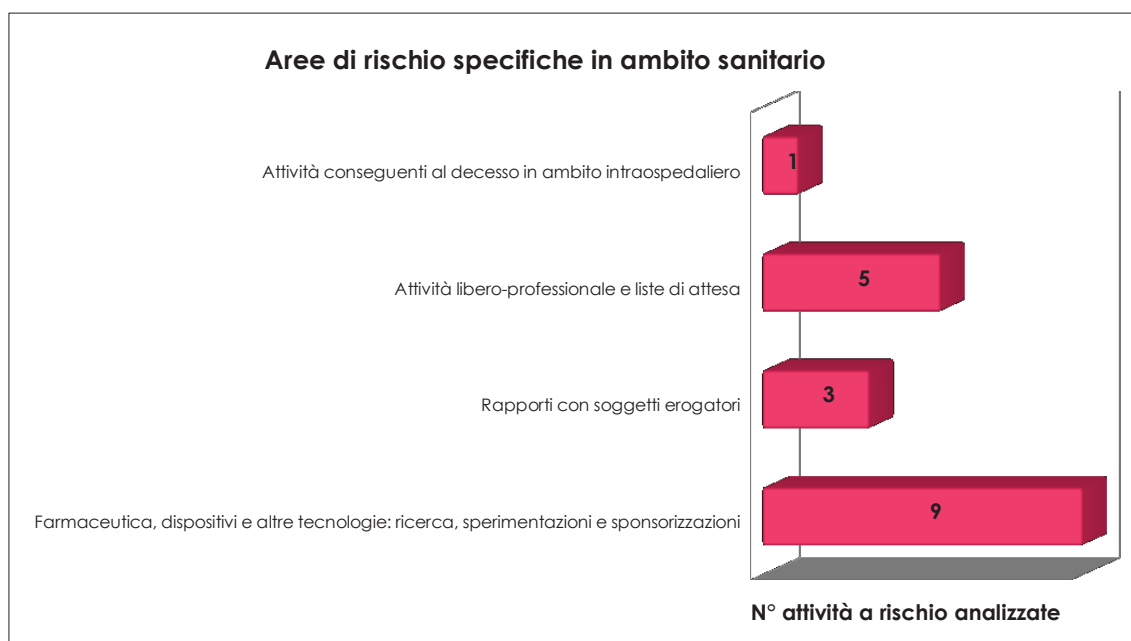 Aree di rischio specifiche in ambito sanitario
Attività conseguenti al decesso in ambito intraospedaliero
1
Attività libero-professionale e liste di attesa
5
Rapporti con soggetti erogatori
3
Farmaceutica, dispositivi e altre tecnologie: ricerca, sperimentazioni e sponsorizzazioni
9
N° attività a rischio analizzate